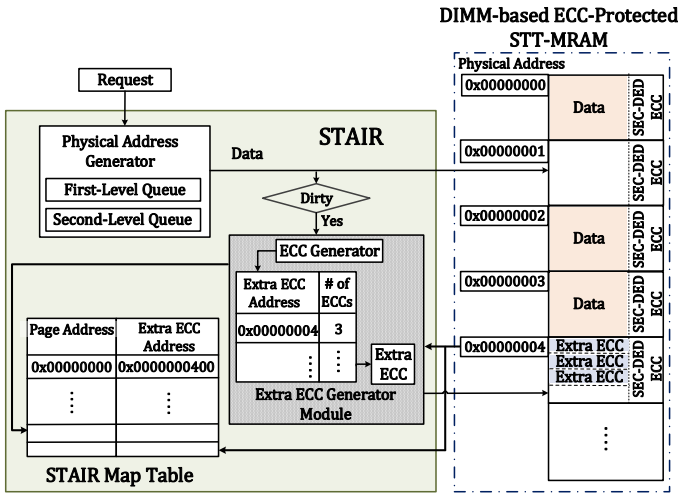 DIMM-based ECC-Protected
STT-MRAM
Request
STAIR
Physical Address
Generator
First-Level Queue
Second-Level Queue
Data
Dirty
Yes
ECC Generator
Extra ECC
Address
# of
ECCs
0x00000004
3
Extra
ECC
Extra ECC Generator
Module
Page Address
Extra ECC
Address
0x00000000
0x0000000400
STAIR Map Table
Physical Address
0x00000000
Data
SEC-DED
ECC
0x00000001
SEC-DED
ECC
0x00000002
Data
SEC-DED
ECC
0x00000003
Data
SEC-DED
ECC
0x00000004
Extra ECC
Extra ECC
Extra ECC
SEC-DED
ECC